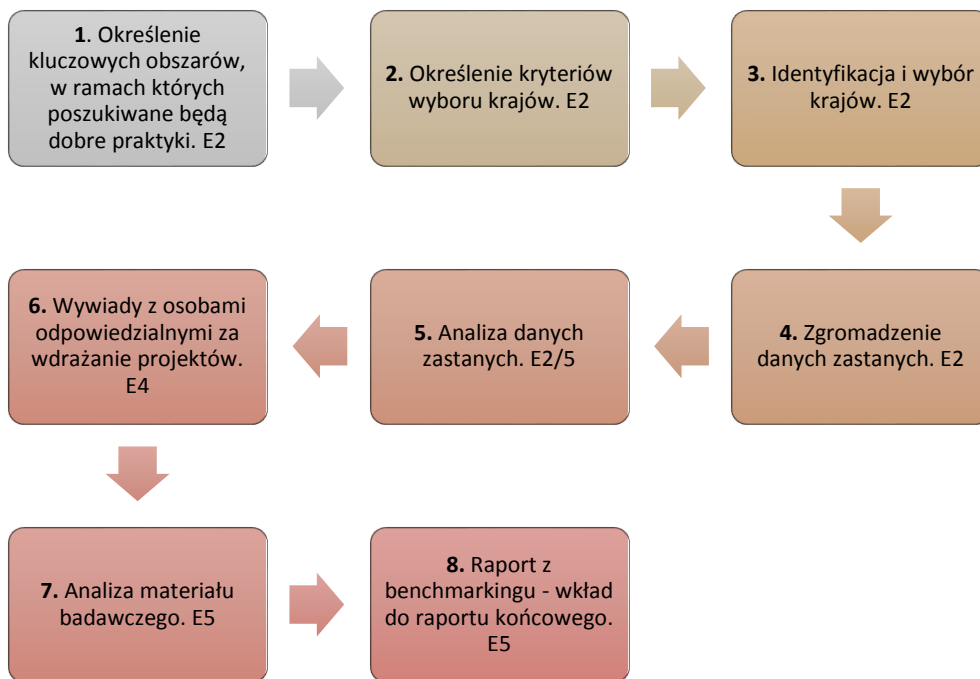 1. Określenie
kluczowych obszarów,
w ramach których
poszukiwane będą
dobre praktyki. E2
2. Określenie kryteriów
wyboru krajów. E2
3. Identyfikacja i wybór
krajów. E2
4. Zgromadzenie
danych zastanych. E2
5. Analiza danych
zastanych. E2/5
6. Wywiady z osobami
odpowiedzialnymi za
wdrażanie projektów.
E4
7. Analiza materiału
badawczego. E5
8. Raport z
benchmarkingu - wkład
do raportu końcowego.
E5